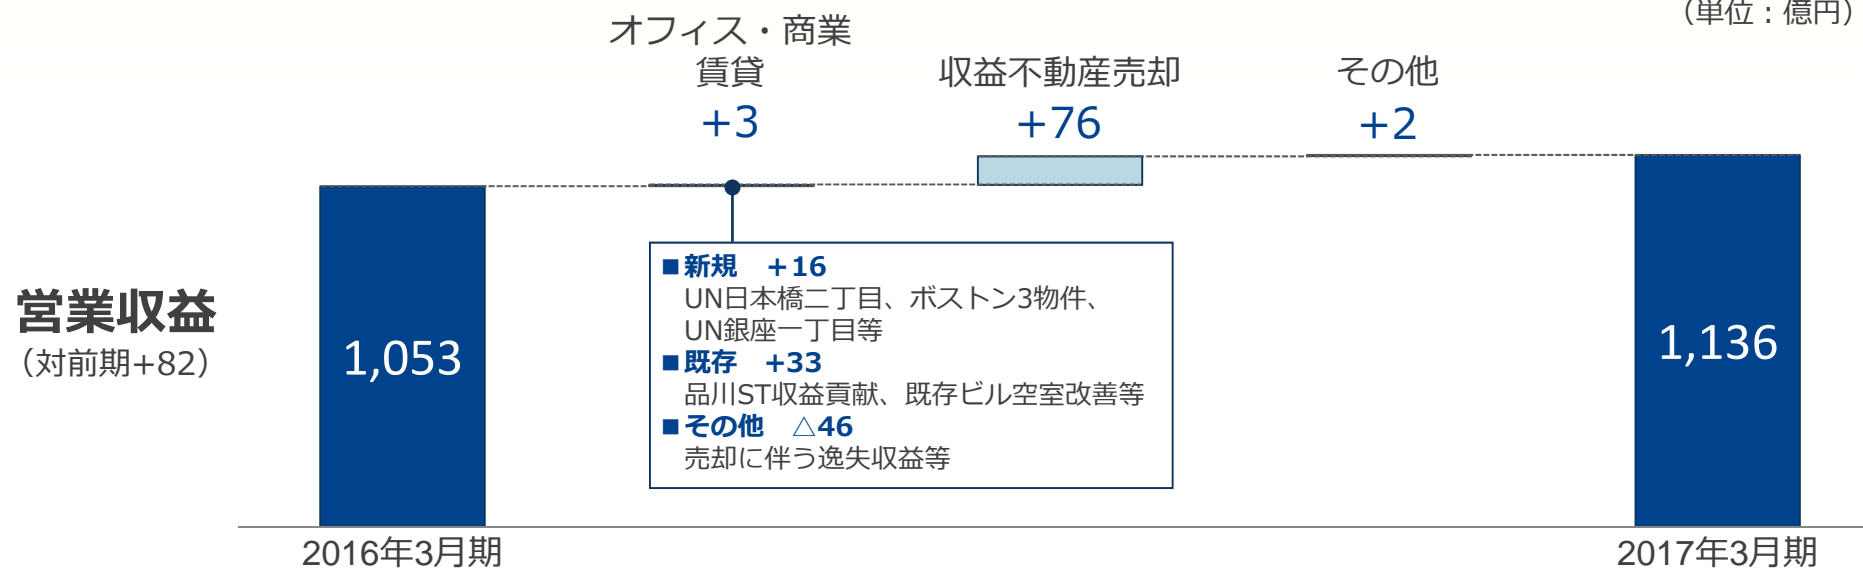 （単位：億円）
オフィス・商業
賃貸
+3
収益不動産売却
+76
その他
+2
営業収益
（対前期+82）
1,053
■新規　+16
UN日本橋二丁目、ボストン3物件、
UN銀座一丁目等
■既存　+33
品川ST収益貢献、既存ビル空室改善等
■その他　△46
売却に伴う逸失収益等
1,136
2016年3月期
2017年3月期